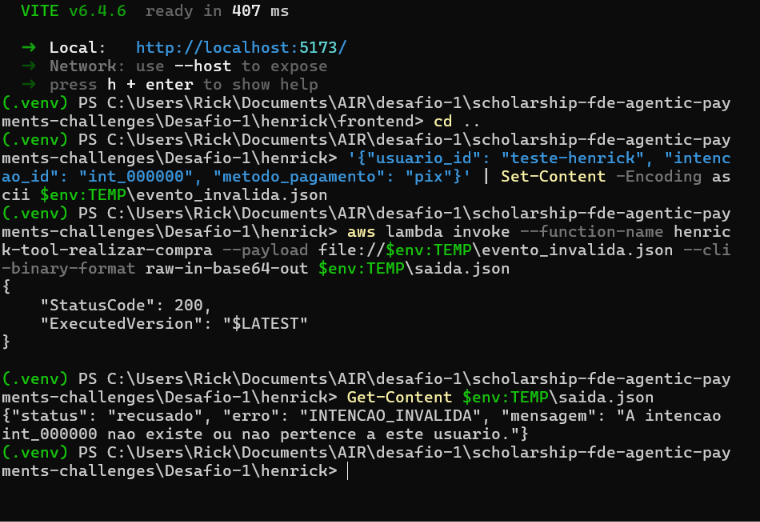 VITE v6.4.6  ready in 407 ms
➜  Local:   http://localhost:5173/
➜  Network: use --host to expose
➜  press h + enter to show help
(.venv) PS C:\Users\Rick\Documents\AIR\desafio-1\scholarship-fde-agentic-pay
ments-challenges\Desafio-1\henrick\frontend> cd ..
(.venv) PS C:\Users\Rick\Documents\AIR\desafio-1\scholarship-fde-agentic-pay
ments-challenges\Desafio-1\henrick> '{"usuario_id": "teste-henrick", "intenc
ao_id": "int_000000", "metodo_pagamento": "pix"}' | Set-Content -Encoding as
cii $env:TEMP\evento_invalida.json
(.venv) PS C:\Users\Rick\Documents\AIR\desafio-1\scholarship-fde-agentic-pay
ments-challenges\Desafio-1\henrick> aws lambda invoke --function-name henric
k-tool-realizar-compra --payload file://$env:TEMP\evento_invalida.json --cli
-binary-format raw-in-base64-out $env:TEMP\saida.json
{
    "StatusCode": 200,
    "ExecutedVersion": "$LATEST"
}
(.venv) PS C:\Users\Rick\Documents\AIR\desafio-1\scholarship-fde-agentic-pay
ments-challenges\Desafio-1\henrick> Get-Content $env:TEMP\saida.json
{"status": "recusado", "erro": "INTENCAO_INVALIDA", "mensagem": "A intencao
int_000000 nao existe ou nao pertence a este usuario."}
(.venv) PS C:\Users\Rick\Documents\AIR\desafio-1\scholarship-fde-agentic-pay
ments-challenges\Desafio-1\henrick>